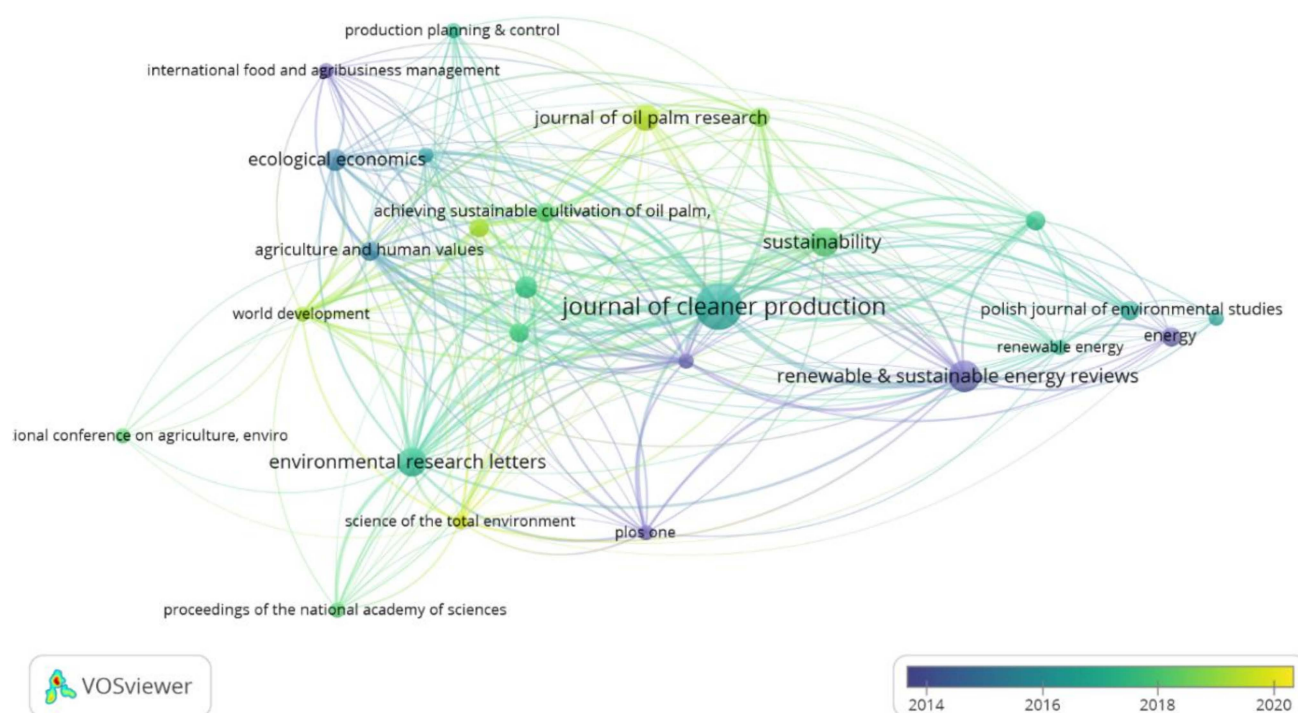 production planning & control
international food and agribusiness management
journal of oil palm research
ecological economics
achieving sustainable cultivation of oil palm,
sustainability
agriculture and human values
journal of cleaner production
world development
polish journal of environmental studies
energy
renewable energy
renewable & sustainable energy reviews
tional conference on agriculture, enviro
environmental research letters
science of the total environment
plos one
proceedings of the national academy of sciences
VOSviewer
2014 2016 2018 2020